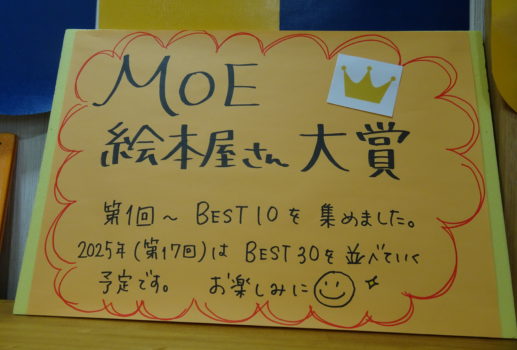 MOE
絵本屋さん大賞
第1回～BEST10を集めました。
2025年(第17回)は BEST30を並べていく
予定です。 お楽しみに